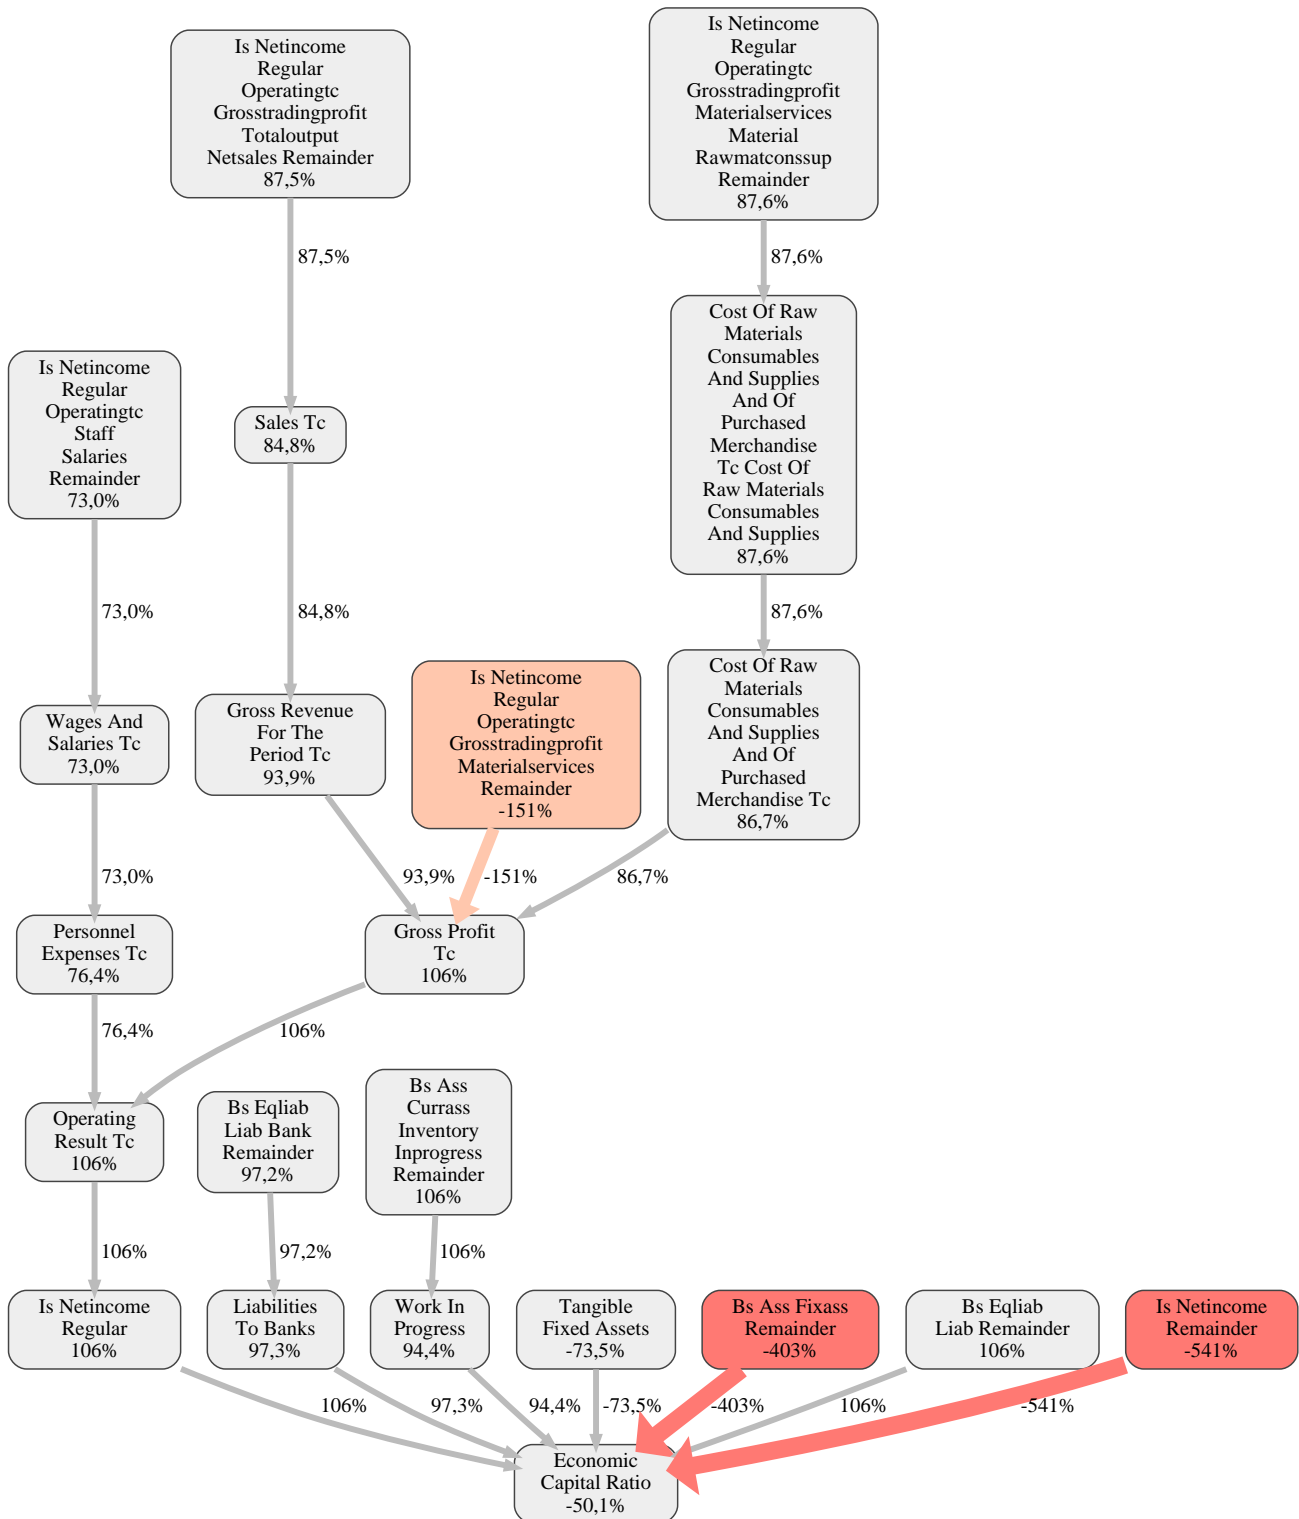 Is Netincome
Regular
Operatingtc
Grosstradingprofit
Totaloutput
Netsales Remainder
87,5%
Is Netincome
Regular
Operatingtc
Grosstradingprofit
Materialservices
Material
Rawmatconssup
Remainder
87,6%
87,5%
87,6%
Is Netincome
Regular
Operatingtc
Staff
Salaries
Remainder
73,0%
Sales Tc
84,8%
Cost Of Raw
Materials
Consumables
And Supplies
And Of
Purchased
Merchandise
Tc Cost Of
Raw Materials
Consumables
And Supplies
87,6%
73,0%
84,8%
87,6%
Wages And
Salaries Tc
73,0%
Gross Revenue
For The
Period Tc
93,9%
Is Netincome
Regular
Operatingtc
Grosstradingprofit
Materialservices
Remainder
-151%
Cost Of Raw
Materials
Consumables
And Supplies
And Of
Purchased
Merchandise Tc
86,7%
73,0%
93,9%
-151%
86,7%
Personnel
Expenses Tc
76,4%
Gross Profit
Tc
106%
76,4%
106%
Operating
Result Tc
106%
Bs Eqliab
Liab Bank
Remainder
97,2%
Bs Ass
Currass
Inventory
Inprogress
Remainder
106%
106%
97,2%
106%
Is Netincome
Regular
106%
Liabilities
To Banks
97,3%
Work In
Progress
94,4%
Tangible
Fixed Assets
-73,5%
Bs Ass Fixass
Remainder
-403%
Bs Eqliab
Liab Remainder
106%
Is Netincome
Remainder
-541%
106%
97,3%
94,4%
-73,5%
-403%
106%
-541%
Economic
Capital Ratio
-50,1%